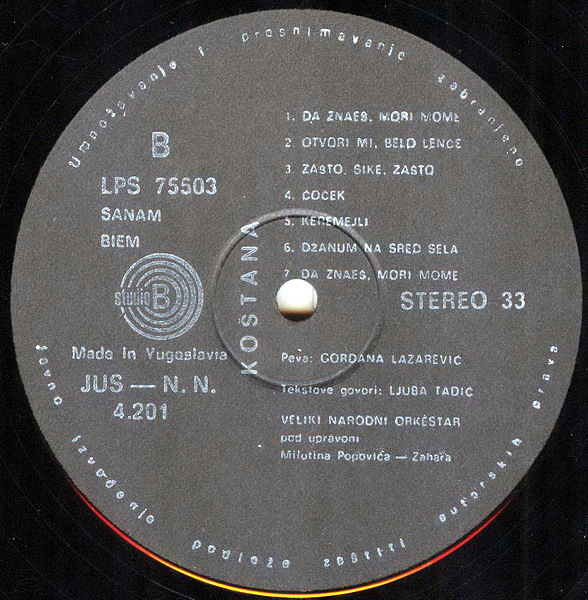 Umnožavanje i presnimavanje zabranjeno
B
LPS 75503
SANAM
BIEM
studio B
Made in Yugoslavia
JUS — N. N.
4.201
KOŠTANA
1. DA ZNAEŠ, MORI MOME
2. OTVORI MI, BELO LENČE
3. ZAŠTO, SIKE, ZAŠTO
4. ČOČEK
5. KEREMEJLI
6. DŽANUM NA SRED SELA
7. DA ZNAEŠ, MORI MOME
STEREO 33
Peva: GORDANA LAZAREVIĆ
Tekstove govori: LJUBA TADIĆ
VELIKI NARODNI ORKESTAR
pod upravom
Milutina Popovića — Zahara
Javno izvođenje podleže zaštiti autorskih prava